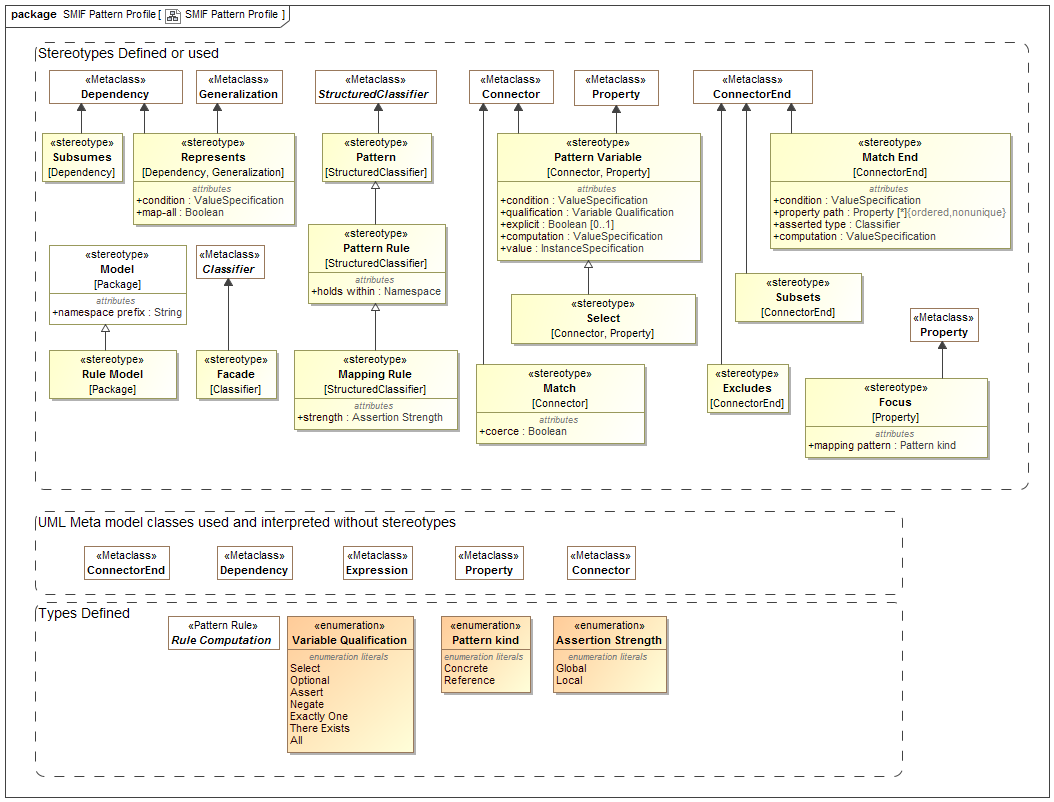 package SMIF Pattern Profile [ SMIF Pattern Profile ]
Stereotypes Defined or used
«Metaclass»
Dependency
«Metaclass»
Generalization
«Metaclass»
StructuredClassifier
«Metaclass»
Connector
«Metaclass»
Property
«Metaclass»
ConnectorEnd
«stereotype»
Subsumes
[Dependency]
«stereotype»
Represents
[Dependency, Generalization]
attributes
+condition : ValueSpecification
+map-all : Boolean
«stereotype»
Pattern
[StructuredClassifier]
«stereotype»
Pattern Variable
[Connector, Property]
attributes
+condition : ValueSpecification
+qualification : Variable Qualification
+explicit : Boolean [0..1]
+computation : ValueSpecification
+value : InstanceSpecification
«stereotype»
Match End
[ConnectorEnd]
attributes
+condition : ValueSpecification
+property path : Property [*]{ordered,nonunique}
+asserted type : Classifier
+computation : ValueSpecification
«stereotype»
Model
[Package]
attributes
+namespace prefix : String
«Metaclass»
Classifier
«stereotype»
Pattern Rule
[StructuredClassifier]
attributes
+holds within : Namespace
«stereotype»
Select
[Connector, Property]
«stereotype»
Subsets
[ConnectorEnd]
«Metaclass»
Property
«stereotype»
Rule Model
[Package]
«stereotype»
Facade
[Classifier]
«stereotype»
Mapping Rule
[StructuredClassifier]
attributes
+strength : Assertion Strength
«stereotype»
Match
[Connector]
attributes
+coerce : Boolean
«stereotype»
Excludes
[ConnectorEnd]
«stereotype»
Focus
[Property]
attributes
+mapping pattern : Pattern kind
UML Meta model classes used and interpreted without stereotypes
«Metaclass»
ConnectorEnd
«Metaclass»
Dependency
«Metaclass»
Expression
«Metaclass»
Property
«Metaclass»
Connector
Types Defined
«Pattern Rule»
Rule Computation
«enumeration»
Variable Qualification
enumeration literals
Select
Optional
Assert
Negate
Exactly One
There Exists
All
«enumeration»
Pattern kind
enumeration literals
Concrete
Reference
«enumeration»
Assertion Strength
enumeration literals
Global
Local